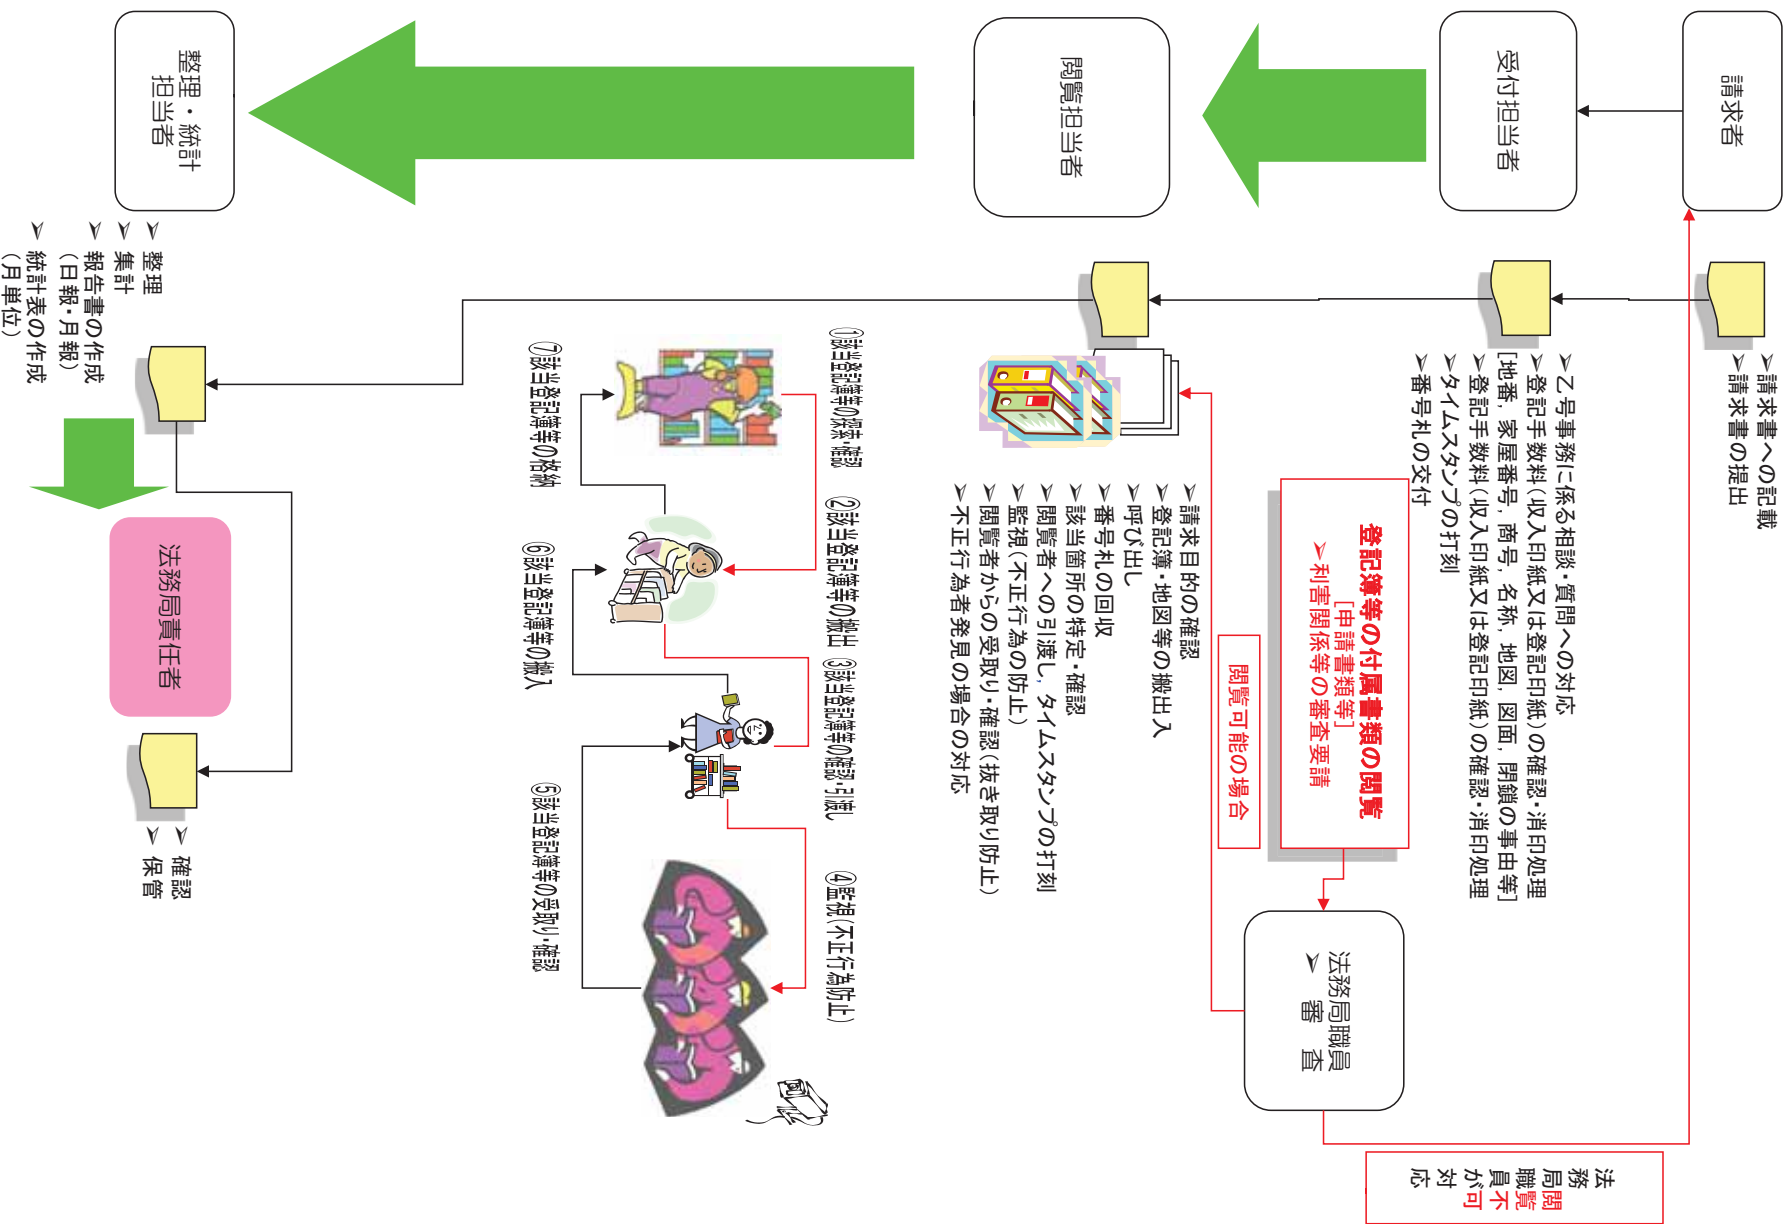 請求者
➢請求書への記載
➢請求書の提出
受付担当者
➢乙号事務に係る相談・質問への対応
➢登記手数料(収入印紙又は登記印紙)の確認・消印処理
[地番,家屋番号,商号,名称,地図,図面,閉鎖の事由等]
➢登記手数料(収入印紙又は登記印紙)の確認・消印処理
➢タイムスタンプの打刻
➢番号札の交付
登記簿等の付属書類の閲覧
[申請書類等]
➢利害関係等の審査要請
法務局職員
➢ 審 査
閲覧不可
法務局職員が対応
閲覧可能の場合
閲覧担当者
➢請求目的の確認
➢登記簿・地図等の搬出入
➢呼び出し
➢番号札の回収
➢該当箇所の特定・確認
➢閲覧者への引渡し,タイムスタンプの打刻
➢監視(不正行為の防止)
➢閲覧者からの受取り・確認(抜き取り防止)
➢不正行為者発見の場合の対応
①該当登記簿等の探索・確認
②該当登記簿等の搬出
③該当登記簿等の確認・引渡し
④監視(不正行為防止)
⑤該当登記簿等の受取り・確認
⑥該当登記簿等の搬入
⑦該当登記簿等の格納
整理・統計
担当者
➢ 整理
➢ 集計
➢ 報告書の作成
(日報・月報)
➢ 統計表の作成
(月単位)
法務局責任者
➢ 確認
➢ 保管